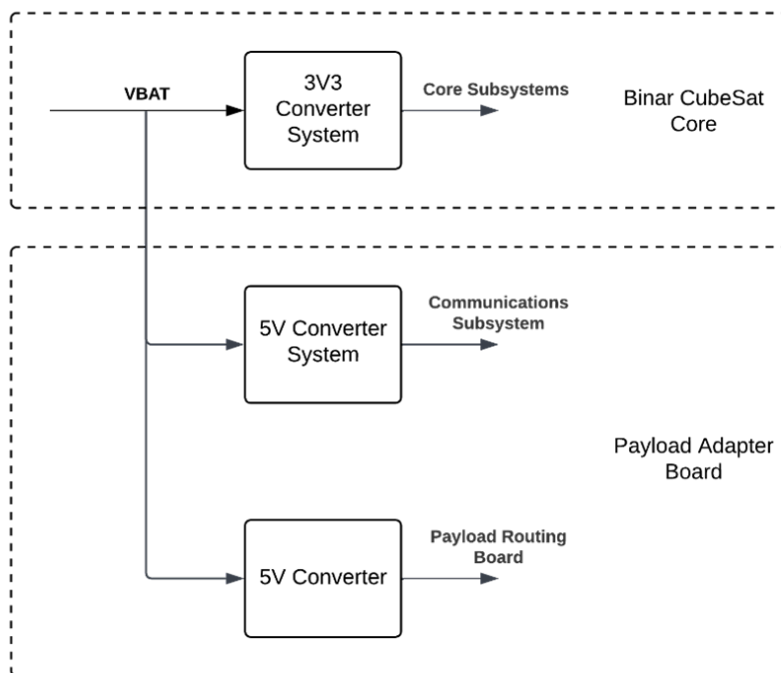 VBAT
3V3
Converter
System
Core Subsystems
Binar CubeSat
Core
5V Converter
System
Communications
Subsystem
Payload Adapter
Board
5V Converter
Payload Routing
Board